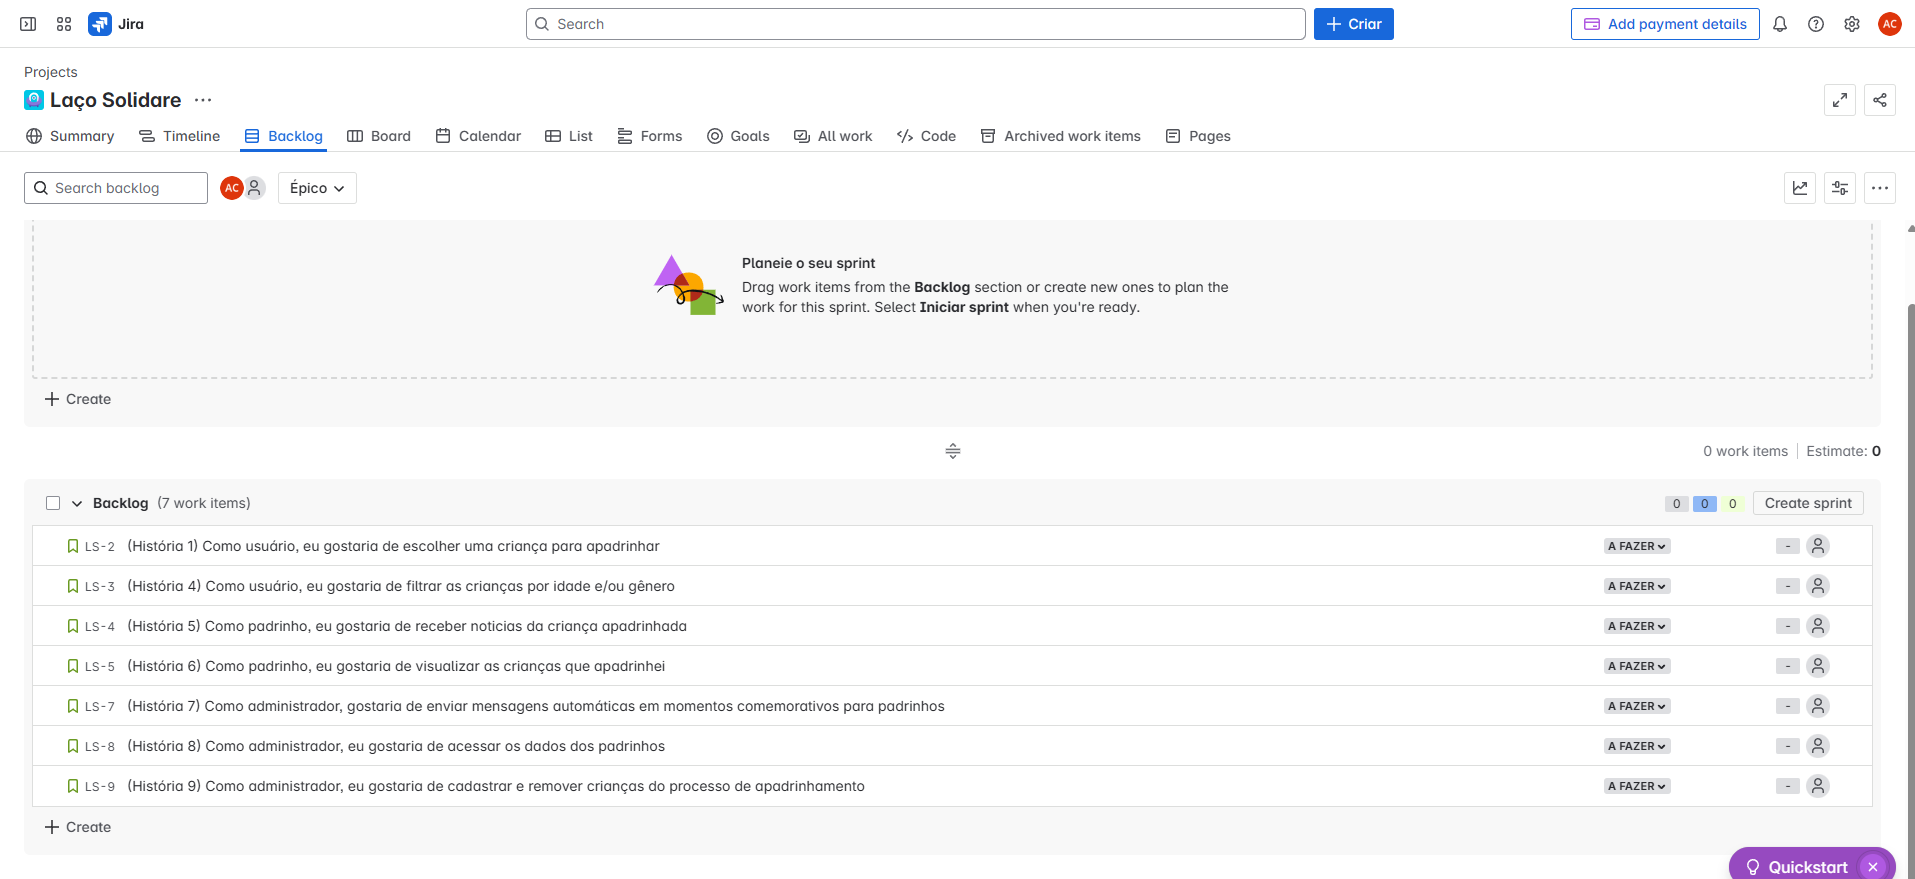 Jira
Search
Criar
Add payment details
AC
Projects
Laço Solidare
Summary
Timeline
Backlog
Board
Calendar
List
Forms
Goals
All work
Code
Archived work items
Pages
Search backlog
AC
Épico
Planeie o seu sprint
Drag work items from the Backlog section or create new ones to plan the
work for this sprint. Select Iniciar sprint when you're ready.
Create
0 work items Estimate: 0
Backlog (7 work items) 0 0 0 Create sprint
LS-2 (História 1) Como usuário, eu gostaria de escolher uma criança para apadrinhar A FAZER -
LS-3 (História 4) Como usuário, eu gostaria de filtrar as crianças por idade e/ou gênero A FAZER -
LS-4 (História 5) Como padrinho, eu gostaria de receber noticias da criança apadrinhada A FAZER -
LS-5 (História 6) Como padrinho, eu gostaria de visualizar as crianças que apadrinhei A FAZER -
LS-7 (História 7) Como administrador, gostaria de enviar mensagens automáticas em momentos comemorativos para padrinhos A FAZER -
LS-8 (História 8) Como administrador, eu gostaria de acessar os dados dos padrinhos A FAZER -
LS-9 (História 9) Como administrador, eu gostaria de cadastrar e remover crianças do processo de apadrinhamento A FAZER -
Create
Quickstart